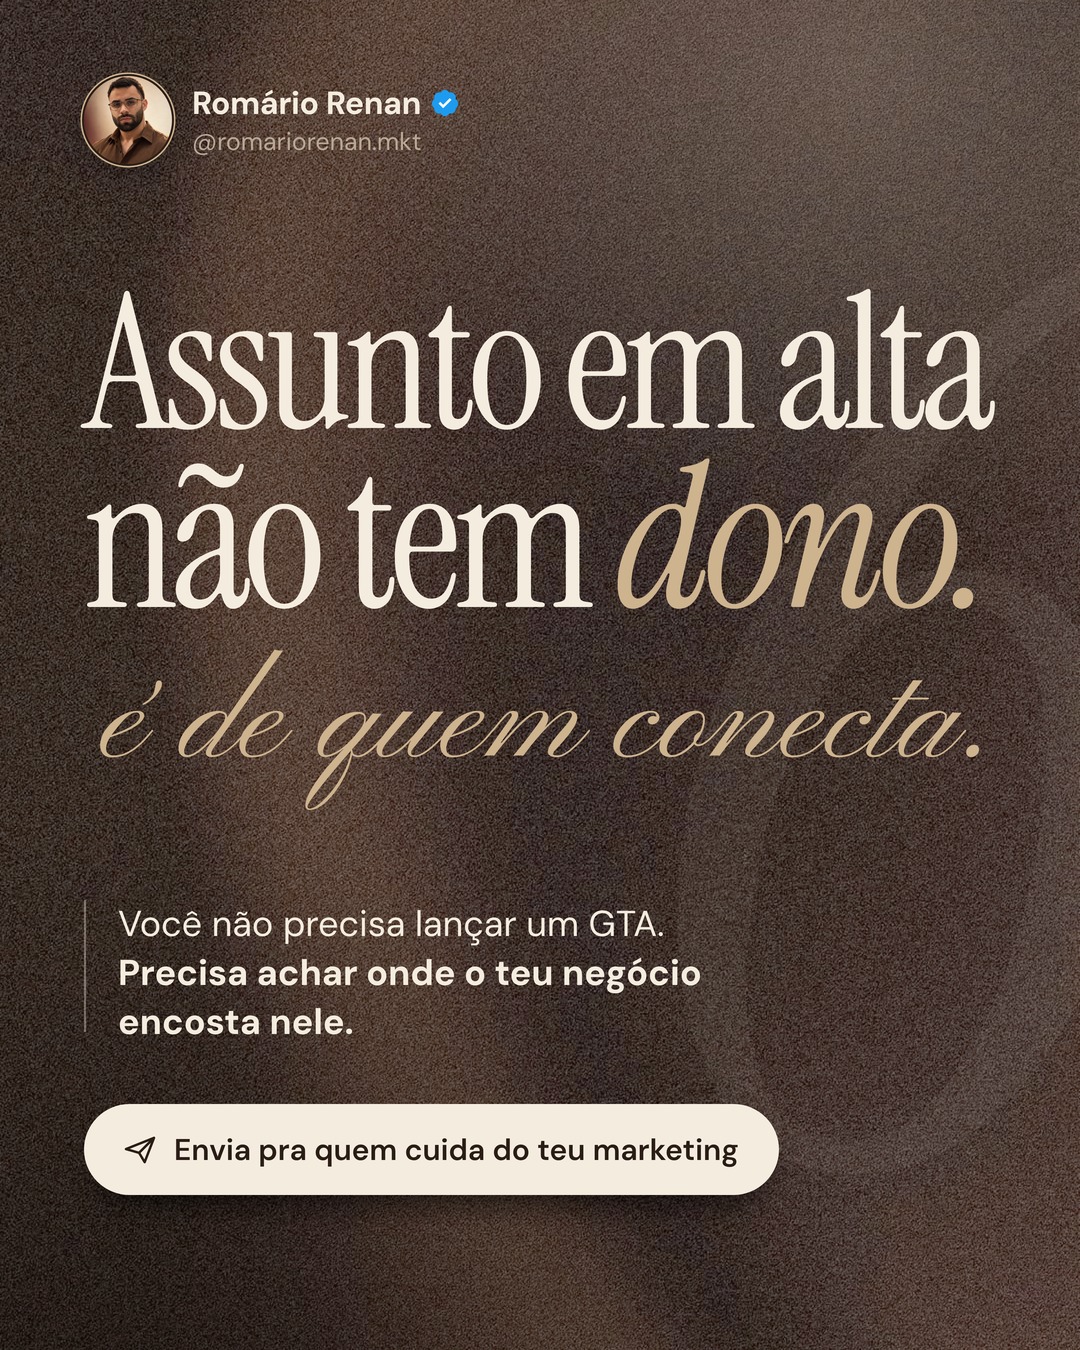 Romário Renan
@romariorenan.mkt
Assunto em alta
não tem dono.
é de quem conecta.
Você não precisa lançar um GTA.
Precisa achar onde o teu negócio
encosta nele.
Envia pra quem cuida do teu marketing